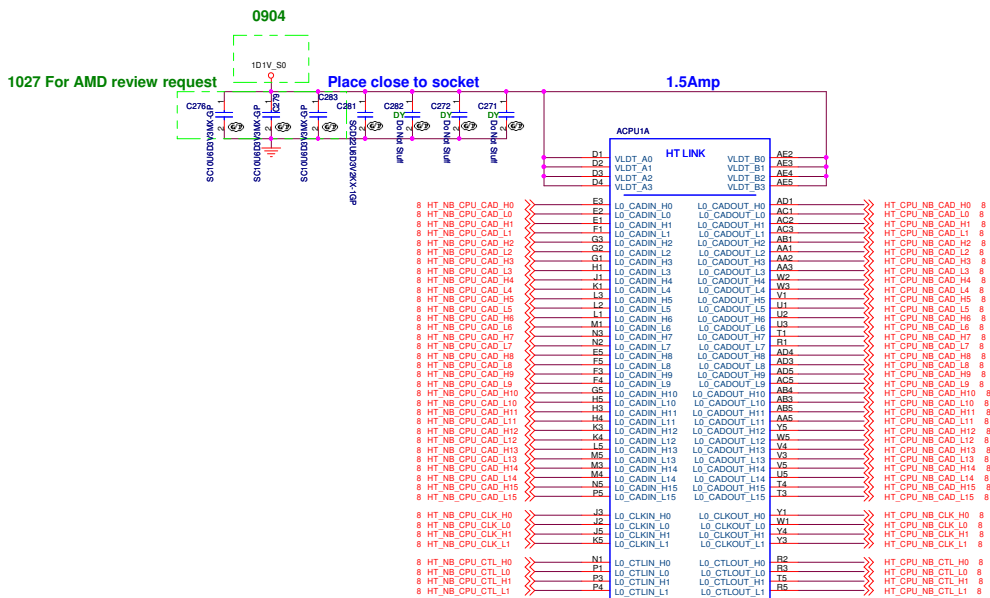 0904
1D1V_S0
1027 For AMD review request
Place close to socket
1.5Amp
C276 C279 C283 C281 C282 C272 C271
SC10U6D3V3MX-GP
SC10U6D3V3MX-GP
SC10U6D3V3MX-GP
SCD22U6D3V2KX-1GP
DY Do Not Stuff
DY Do Not Stuff
DY Do Not Stuff
ACPU1A
HT LINK
D1 VLDT_A0 VLDT_B0 AE2
D2 VLDT_A1 VLDT_B1 AE3
D3 VLDT_A2 VLDT_B2 AE4
D4 VLDT_A3 VLDT_B3 AE5
8 HT_NB_CPU_CAD_H0 E3 L0_CADIN_H0 L0_CADOUT_H0 AD1 HT_CPU_NB_CAD_H0 8
8 HT_NB_CPU_CAD_L0 E2 L0_CADIN_L0 L0_CADOUT_L0 AC1 HT_CPU_NB_CAD_L0 8
8 HT_NB_CPU_CAD_H1 E1 L0_CADIN_H1 L0_CADOUT_H1 AC2 HT_CPU_NB_CAD_H1 8
8 HT_NB_CPU_CAD_L1 F1 L0_CADIN_L1 L0_CADOUT_L1 AC3 HT_CPU_NB_CAD_L1 8
8 HT_NB_CPU_CAD_H2 G3 L0_CADIN_H2 L0_CADOUT_H2 AB1 HT_CPU_NB_CAD_H2 8
8 HT_NB_CPU_CAD_L2 G2 L0_CADIN_L2 L0_CADOUT_L2 AA1 HT_CPU_NB_CAD_L2 8
8 HT_NB_CPU_CAD_H3 G1 L0_CADIN_H3 L0_CADOUT_H3 AA2 HT_CPU_NB_CAD_H3 8
8 HT_NB_CPU_CAD_L3 H1 L0_CADIN_L3 L0_CADOUT_L3 AA3 HT_CPU_NB_CAD_L3 8
8 HT_NB_CPU_CAD_H4 J1 L0_CADIN_H4 L0_CADOUT_H4 W2 HT_CPU_NB_CAD_H4 8
8 HT_NB_CPU_CAD_L4 K1 L0_CADIN_L4 L0_CADOUT_L4 W3 HT_CPU_NB_CAD_L4 8
8 HT_NB_CPU_CAD_H5 L3 L0_CADIN_H5 L0_CADOUT_H5 V1 HT_CPU_NB_CAD_H5 8
8 HT_NB_CPU_CAD_L5 L2 L0_CADIN_L5 L0_CADOUT_L5 U1 HT_CPU_NB_CAD_L5 8
8 HT_NB_CPU_CAD_H6 L1 L0_CADIN_H6 L0_CADOUT_H6 U2 HT_CPU_NB_CAD_H6 8
8 HT_NB_CPU_CAD_L6 M1 L0_CADIN_L6 L0_CADOUT_L6 U3 HT_CPU_NB_CAD_L6 8
8 HT_NB_CPU_CAD_H7 N3 L0_CADIN_H7 L0_CADOUT_H7 T1 HT_CPU_NB_CAD_H7 8
8 HT_NB_CPU_CAD_L7 N2 L0_CADIN_L7 L0_CADOUT_L7 R1 HT_CPU_NB_CAD_L7 8
8 HT_NB_CPU_CAD_H8 E5 L0_CADIN_H8 L0_CADOUT_H8 AD4 HT_CPU_NB_CAD_H8 8
8 HT_NB_CPU_CAD_L8 F5 L0_CADIN_L8 L0_CADOUT_L8 AD3 HT_CPU_NB_CAD_L8 8
8 HT_NB_CPU_CAD_H9 F3 L0_CADIN_H9 L0_CADOUT_H9 AD5 HT_CPU_NB_CAD_H9 8
8 HT_NB_CPU_CAD_L9 F4 L0_CADIN_L9 L0_CADOUT_L9 AC5 HT_CPU_NB_CAD_L9 8
8 HT_NB_CPU_CAD_H10 G5 L0_CADIN_H10 L0_CADOUT_H10 AB4 HT_CPU_NB_CAD_H10 8
8 HT_NB_CPU_CAD_L10 H5 L0_CADIN_L10 L0_CADOUT_L10 AB3 HT_CPU_NB_CAD_L10 8
8 HT_NB_CPU_CAD_H11 H3 L0_CADIN_H11 L0_CADOUT_H11 AB5 HT_CPU_NB_CAD_H11 8
8 HT_NB_CPU_CAD_L11 H4 L0_CADIN_L11 L0_CADOUT_L11 AA5 HT_CPU_NB_CAD_L11 8
8 HT_NB_CPU_CAD_H12 K3 L0_CADIN_H12 L0_CADOUT_H12 Y5 HT_CPU_NB_CAD_H12 8
8 HT_NB_CPU_CAD_L12 K4 L0_CADIN_L12 L0_CADOUT_L12 W5 HT_CPU_NB_CAD_L12 8
8 HT_NB_CPU_CAD_H13 L5 L0_CADIN_H13 L0_CADOUT_H13 V4 HT_CPU_NB_CAD_H13 8
8 HT_NB_CPU_CAD_L13 M5 L0_CADIN_L13 L0_CADOUT_L13 V3 HT_CPU_NB_CAD_L13 8
8 HT_NB_CPU_CAD_H14 M3 L0_CADIN_H14 L0_CADOUT_H14 V5 HT_CPU_NB_CAD_H14 8
8 HT_NB_CPU_CAD_L14 M4 L0_CADIN_L14 L0_CADOUT_L14 U5 HT_CPU_NB_CAD_L14 8
8 HT_NB_CPU_CAD_H15 N5 L0_CADIN_H15 L0_CADOUT_H15 T4 HT_CPU_NB_CAD_H15 8
8 HT_NB_CPU_CAD_L15 P5 L0_CADIN_L15 L0_CADOUT_L15 T3 HT_CPU_NB_CAD_L15 8
8 HT_NB_CPU_CLK_H0 J3 L0_CLKIN_H0 L0_CLKOUT_H0 Y1 HT_CPU_NB_CLK_H0 8
8 HT_NB_CPU_CLK_L0 J2 L0_CLKIN_L0 L0_CLKOUT_L0 W1 HT_CPU_NB_CLK_L0 8
8 HT_NB_CPU_CLK_H1 J5 L0_CLKIN_H1 L0_CLKOUT_H1 Y4 HT_CPU_NB_CLK_H1 8
8 HT_NB_CPU_CLK_L1 K5 L0_CLKIN_L1 L0_CLKOUT_L1 Y3 HT_CPU_NB_CLK_L1 8
8 HT_NB_CPU_CTL_H0 N1 L0_CTLIN_H0 L0_CTLOUT_H0 R2 HT_CPU_NB_CTL_H0 8
8 HT_NB_CPU_CTL_L0 P1 L0_CTLIN_L0 L0_CTLOUT_L0 R3 HT_CPU_NB_CTL_L0 8
8 HT_NB_CPU_CTL_H1 P3 L0_CTLIN_H1 L0_CTLOUT_H1 T5 HT_CPU_NB_CTL_H1 8
8 HT_NB_CPU_CTL_L1 P4 L0_CTLIN_L1 L0_CTLOUT_L1 R5 HT_CPU_NB_CTL_L1 8